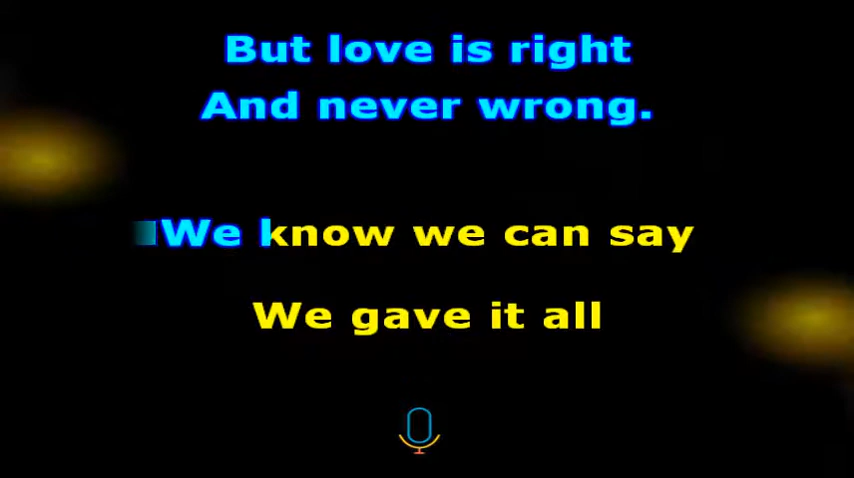 But love is right
And never wrong.
We know we can say
We gave it all